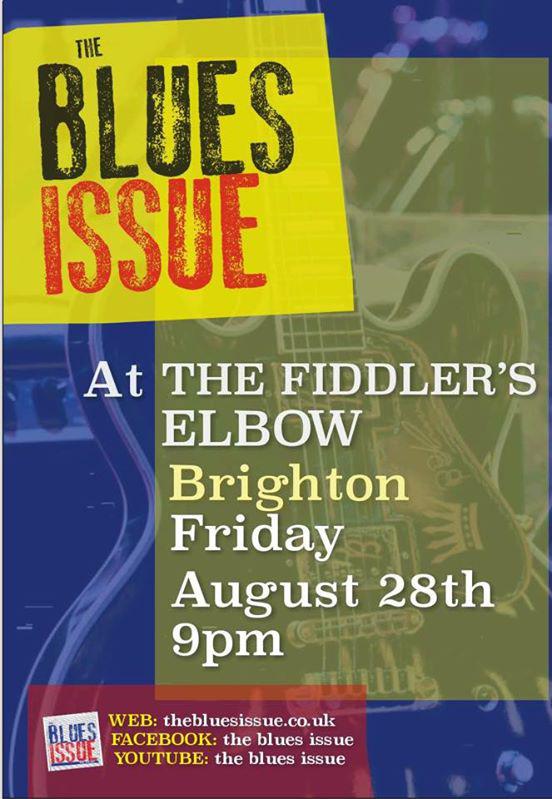 THE
BLUES
ISSUE
At THE FIDDLER'S
ELBOW
Brighton
Friday
August 28th
9pm
BLUES
ISSUE
WEB: thebluesissue.co.uk
FACEBOOK: the blues issue
YOUTUBE: the blues issue